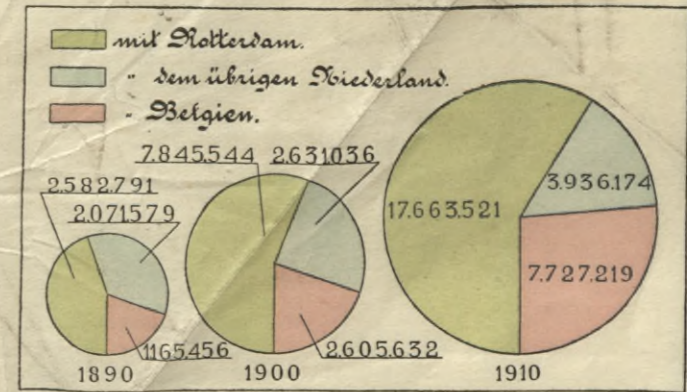 mit Rotterdam.
" dem übrigen Niederland.
" Belgien.
7.845.544 2.631.036
2.582.791
2.071.579
3.936.174
17.663.521
7.727.219
1165.456
2.605.632
1890 1900 1910